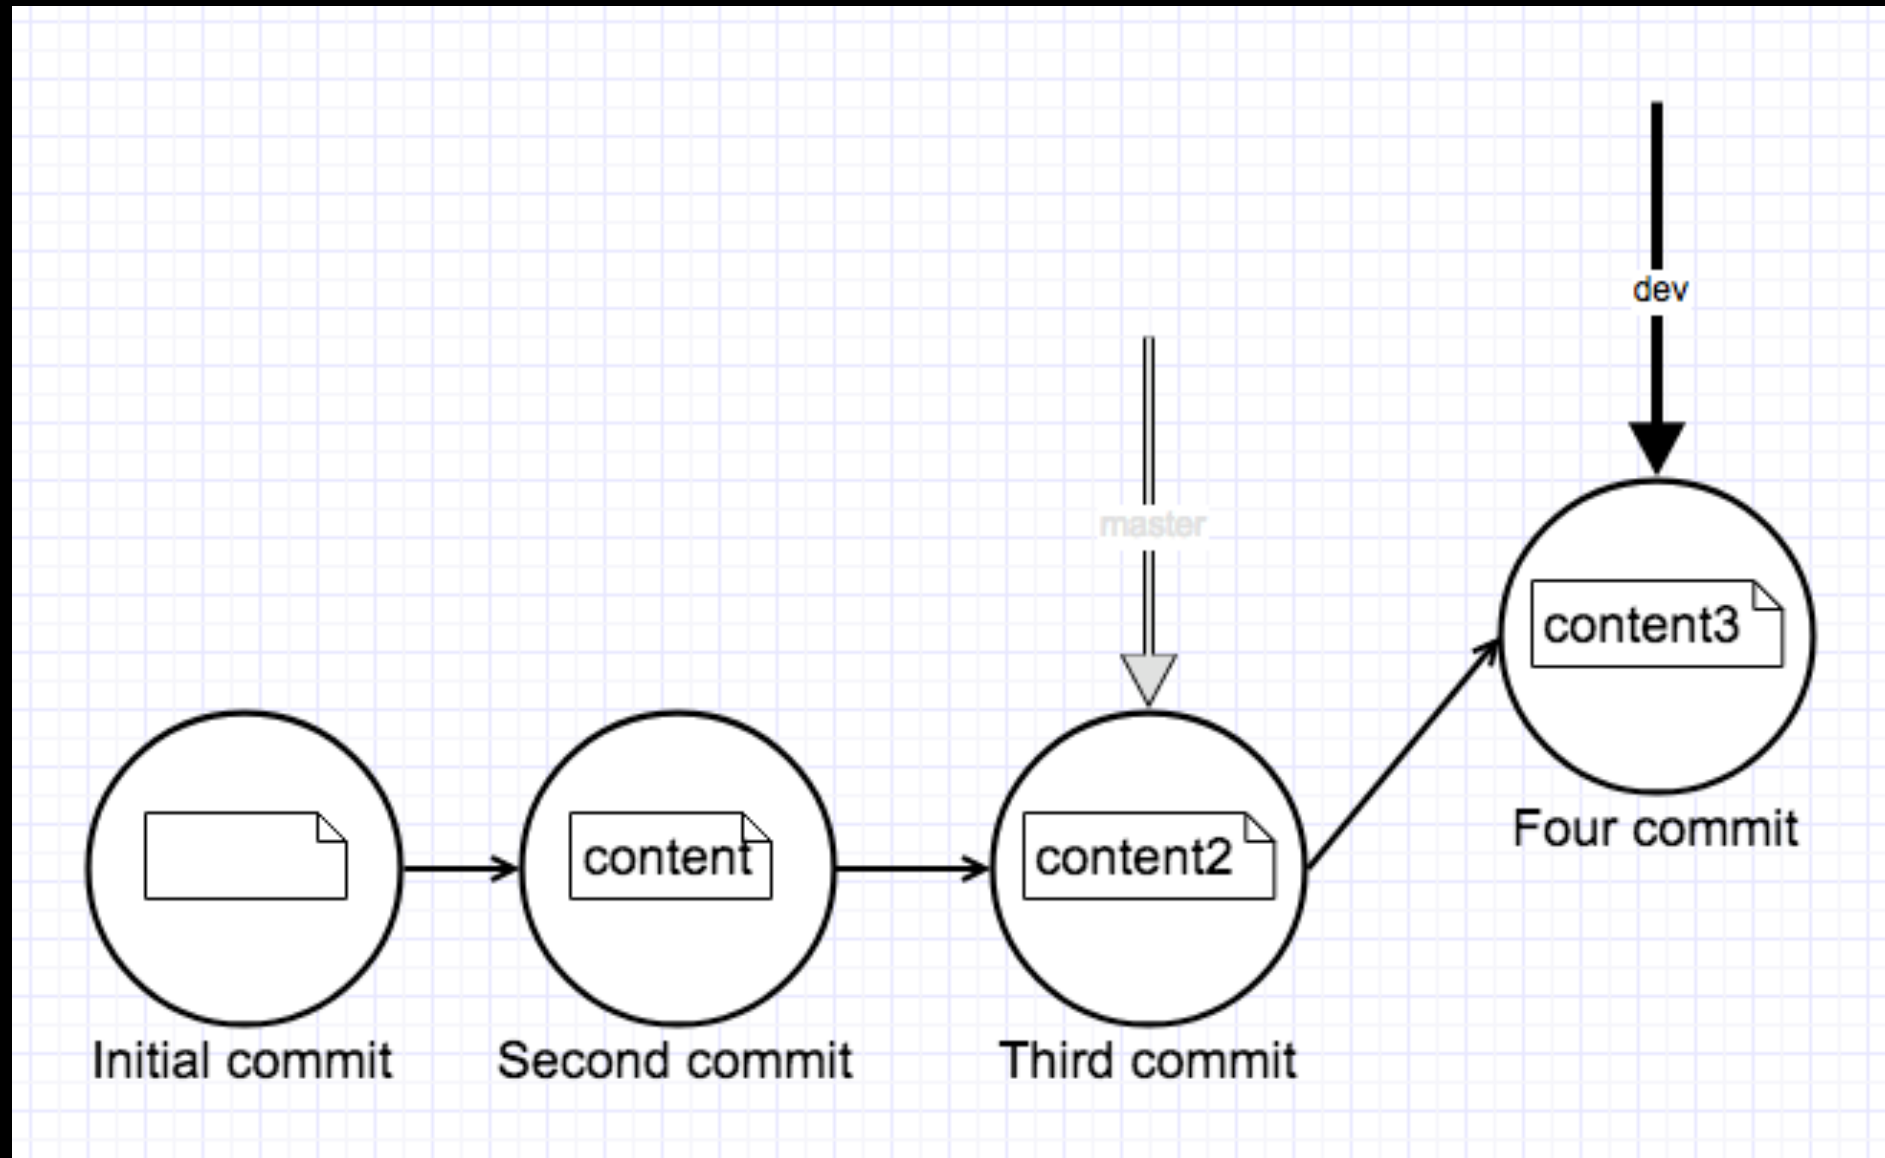 dev
master
content3
content
content2
Four commit
Initial commit
Second commit
Third commit